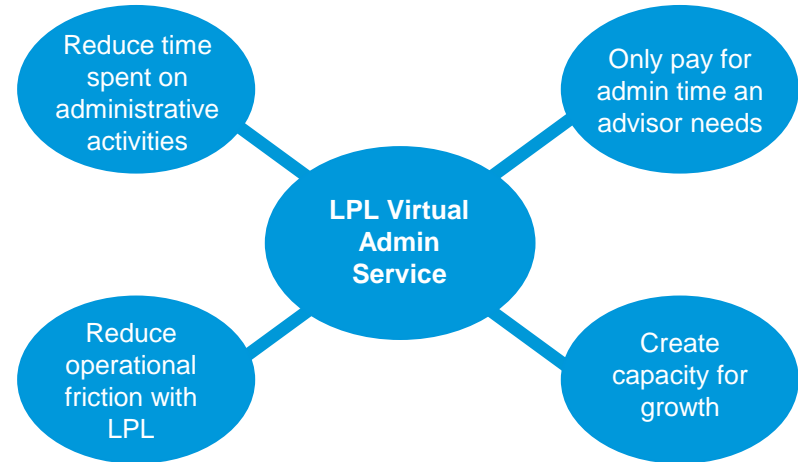 Reduce time
spent on
administrative
activities
Only pay for
admin time an
advisor needs
LPL Virtual
Admin
Service
Reduce
operational
friction with
LPL
Create
capacity for
growth